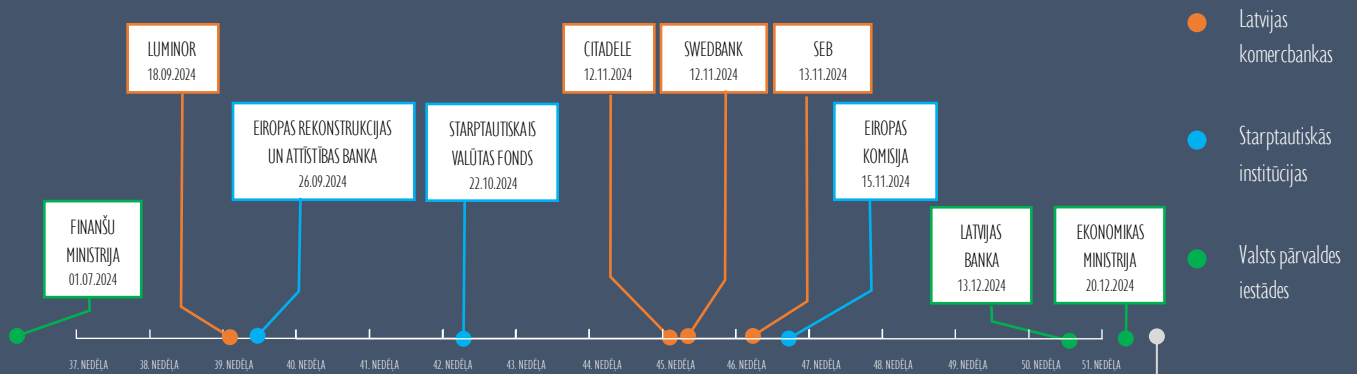 LUMINOR
18.09.2024
CITADELE
12.11.2024
SWEDBANK
12.11.2024
SEB
13.11.2024
EIROPAS REKONSTRUKCIJAS
UN ATTĪSTĪBAS BANKA
26.09.2024
STARPTAUTISKAIS
VALŪTAS FONDS
22.10.2024
EIROPAS
KOMISIJA
15.11.2024
FINANŠU
MINISTRIJA
01.07.2024
LATVIJAS
BANKA
13.12.2024
EKONOMIKAS
MINISTRIJA
20.12.2024
37. NEDĒĻA
38. NEDĒĻA
39. NEDĒĻA
40. NEDĒĻA
41. NEDĒĻA
42. NEDĒĻA
43. NEDĒĻA
44. NEDĒĻA
45. NEDĒĻA
46. NEDĒĻA
47. NEDĒĻA
48. NEDĒĻA
49. NEDĒĻA
50. NEDĒĻA
51. NEDĒĻA
Latvijas
komercbankas
Starptautiskās
institūcijas
Valsts pārvaldes
iestādes